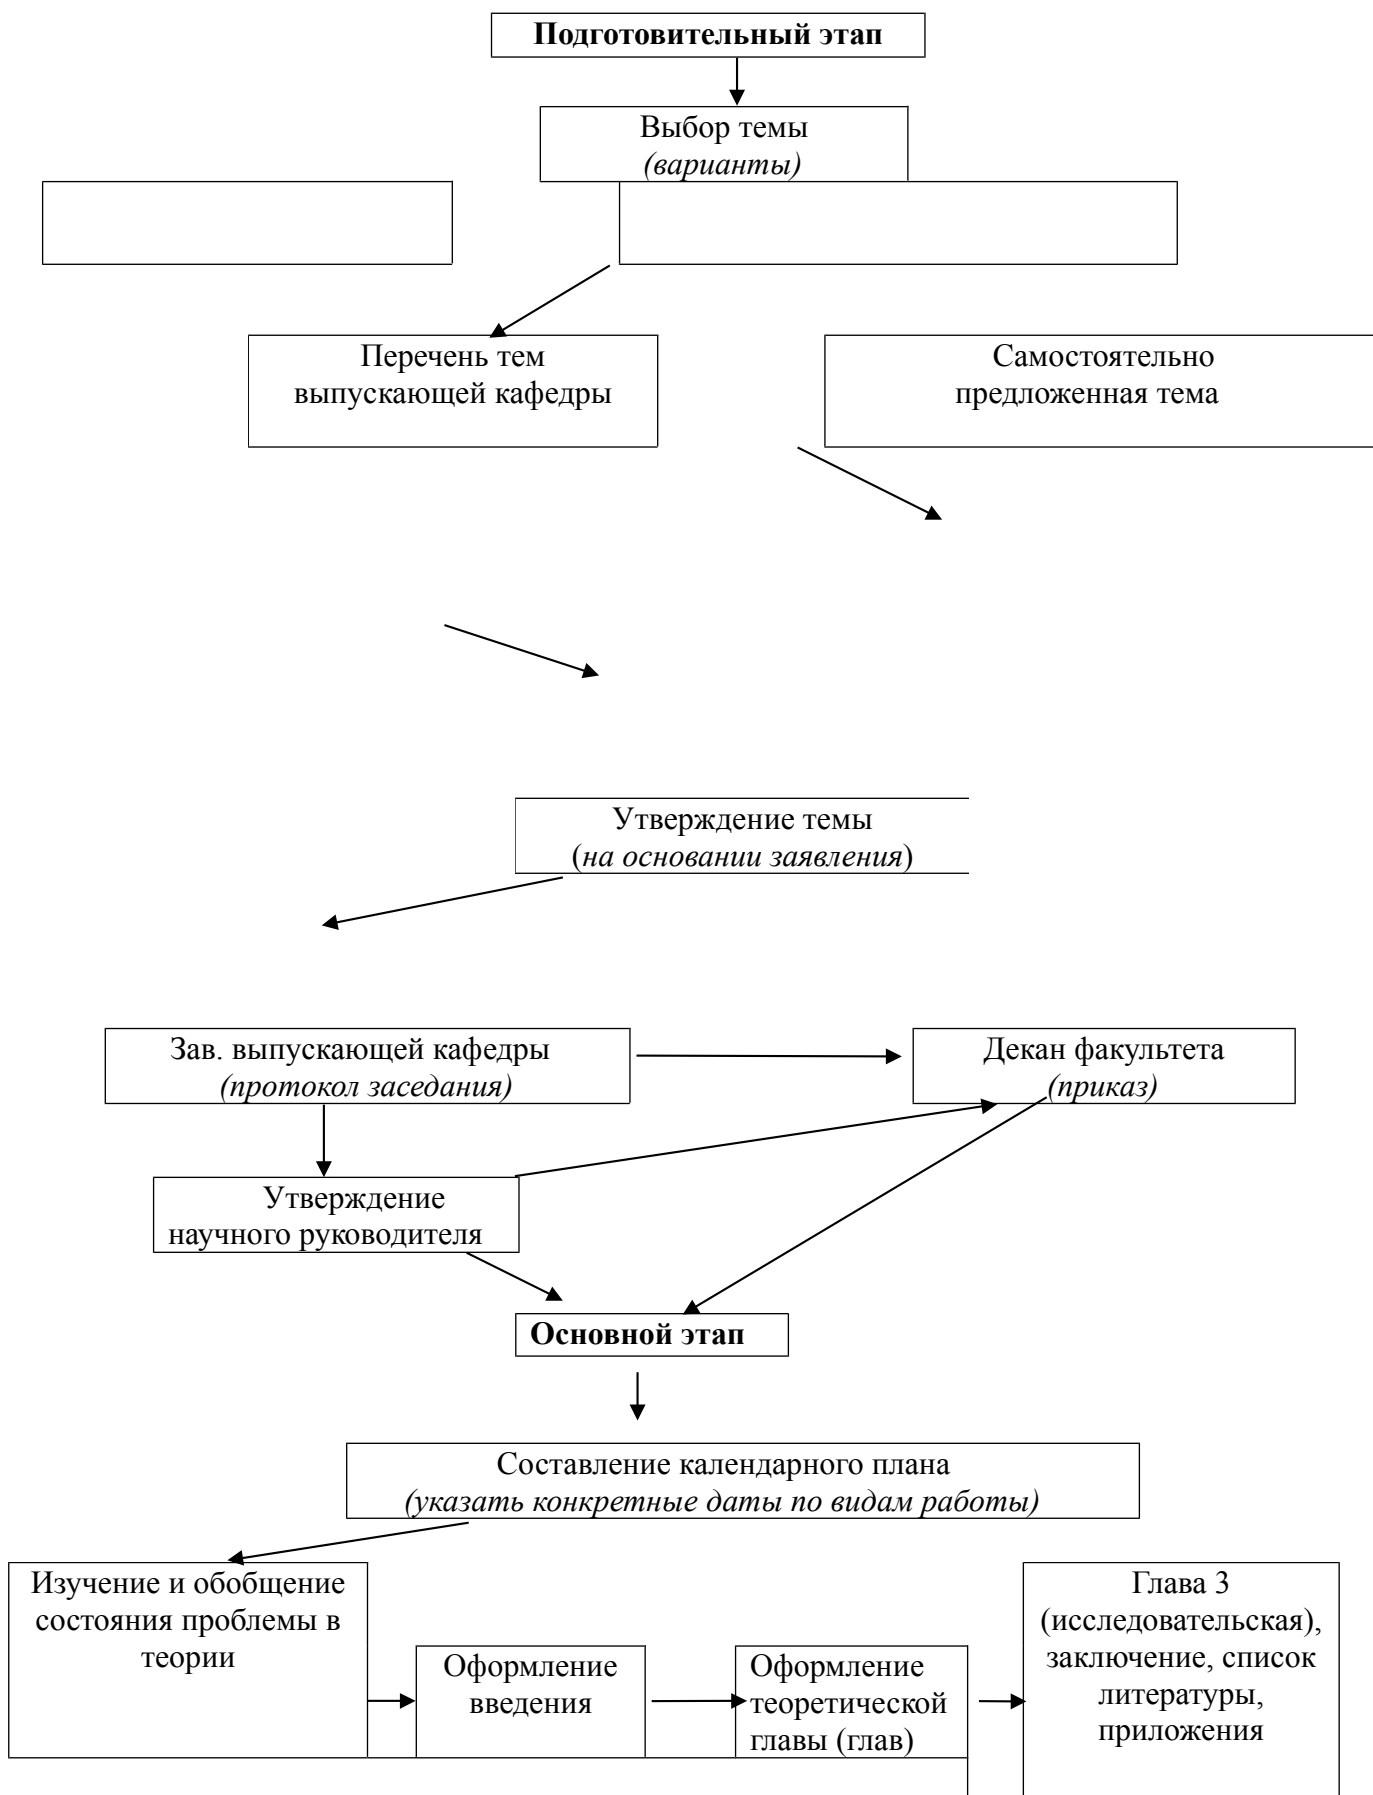 Подготовительный этап
Выбор темы
(варианты)
Перечень тем
выпускающей кафедры
Самостоятельно
предложенная тема
Утверждение темы
(на основании заявления)
Зав. выпускающей кафедры
(протокол заседания)
Декан факультета
(приказ)
Утверждение
научного руководителя
Основной этап
Составление календарного плана
(указать конкретные даты по видам работы)
Изучение и обобщение
состояния проблемы в
теории
Оформление
введения
Оформление
теоретической
главы (глав)
Глава 3
(исследовательская),
заключение, список
литературы,
приложения